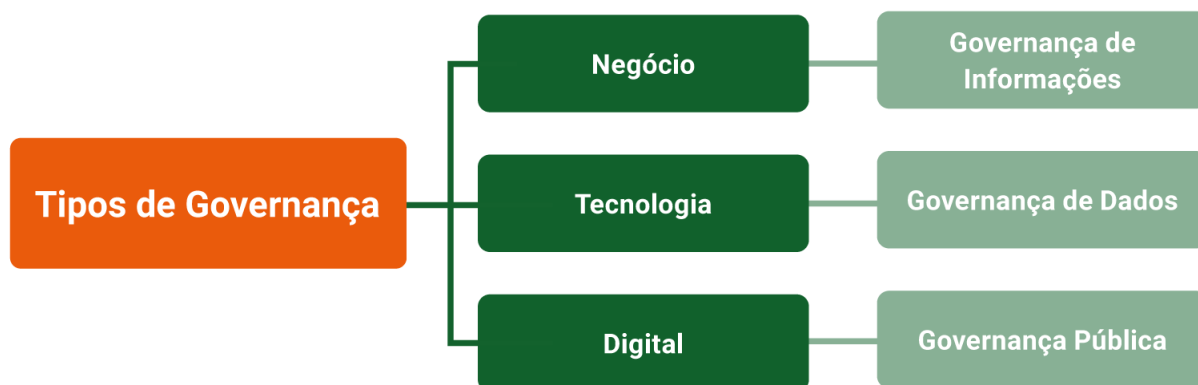 Tipos de Governança
Negócio
Governança de
Informações
Tecnologia
Governança de Dados
Digital
Governança Pública